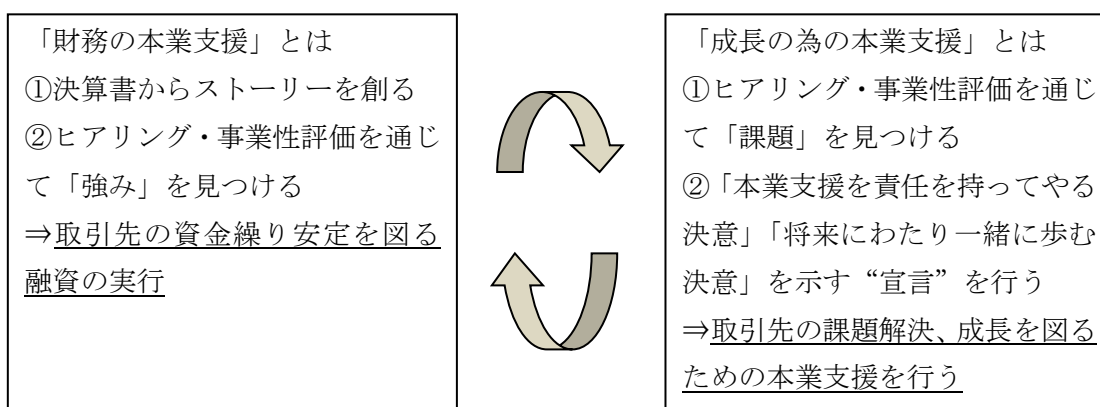 「財務の本業支援」とは
①決算書からストーリーを創る
②ヒアリング・事業性評価を通じ
て「強み」を見つける
⇒取引先の資金繰り安定を図る
融資の実行
「成長の為の本業支援」とは
①ヒアリング・事業性評価を通じ
て「課題」を見つける
②「本業支援を責任を持ってやる
決意」「将来にわたり一緒に歩む
決意」を示す“宣言”を行う
⇒取引先の課題解決、成長を図る
ための本業支援を行う